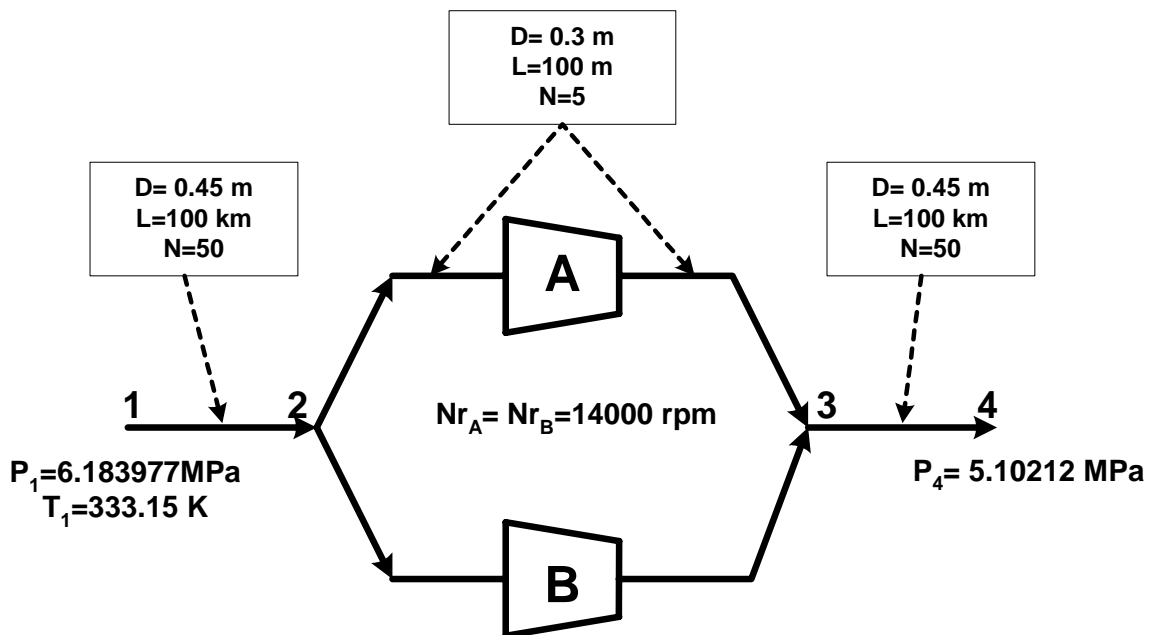 D= 0.3 m
L=100 m
N=5
D= 0.45 m
L=100 km
N=50
D= 0.45 m
L=100 km
N=50
A
1
2
Nr_A= Nr_B=14000 rpm
3
4
P_1=6.183977MPa
T_1=333.15 K
P_4= 5.10212 MPa
B